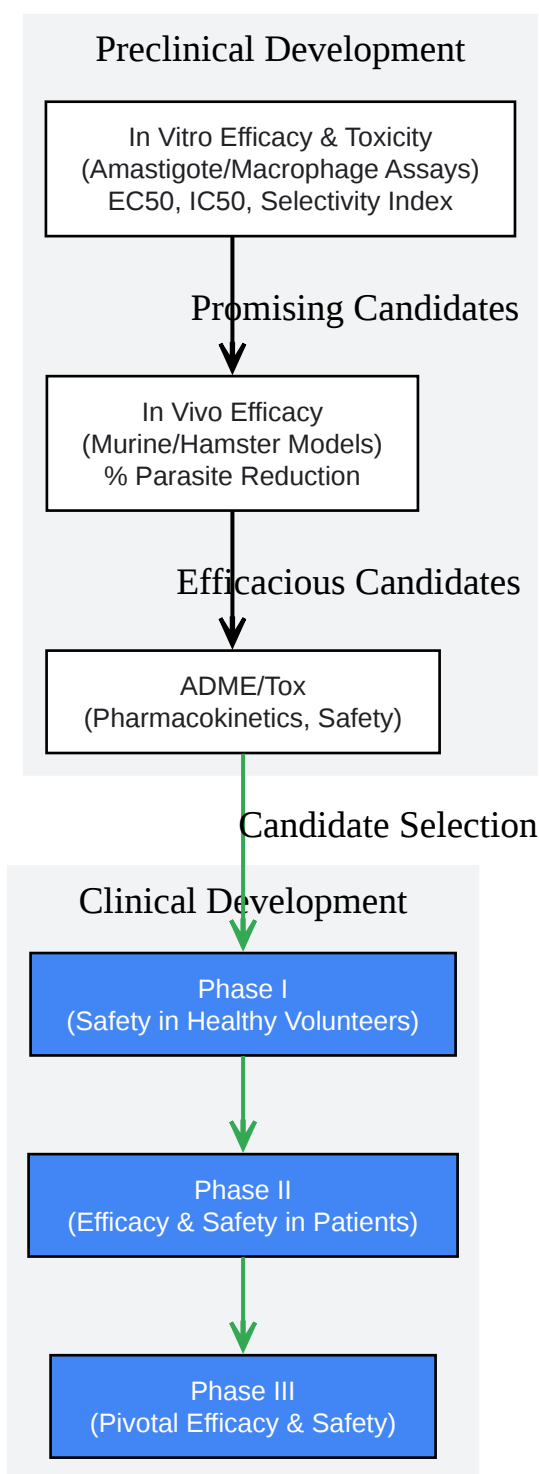 Preclinical Development
In Vitro Efficacy & Toxicity
(Amastigote/Macrophage Assays)
EC50, IC50, Selectivity Index
Promising Candidates
In Vivo Efficacy
(Murine/Hamster Models)
% Parasite Reduction
Efficacious Candidates
ADME/Tox
(Pharmacokinetics, Safety)
Candidate Selection
Clinical Development
Phase I
(Safety in Healthy Volunteers)
Phase II
(Efficacy & Safety in Patients)
Phase III
(Pivotal Efficacy & Safety)